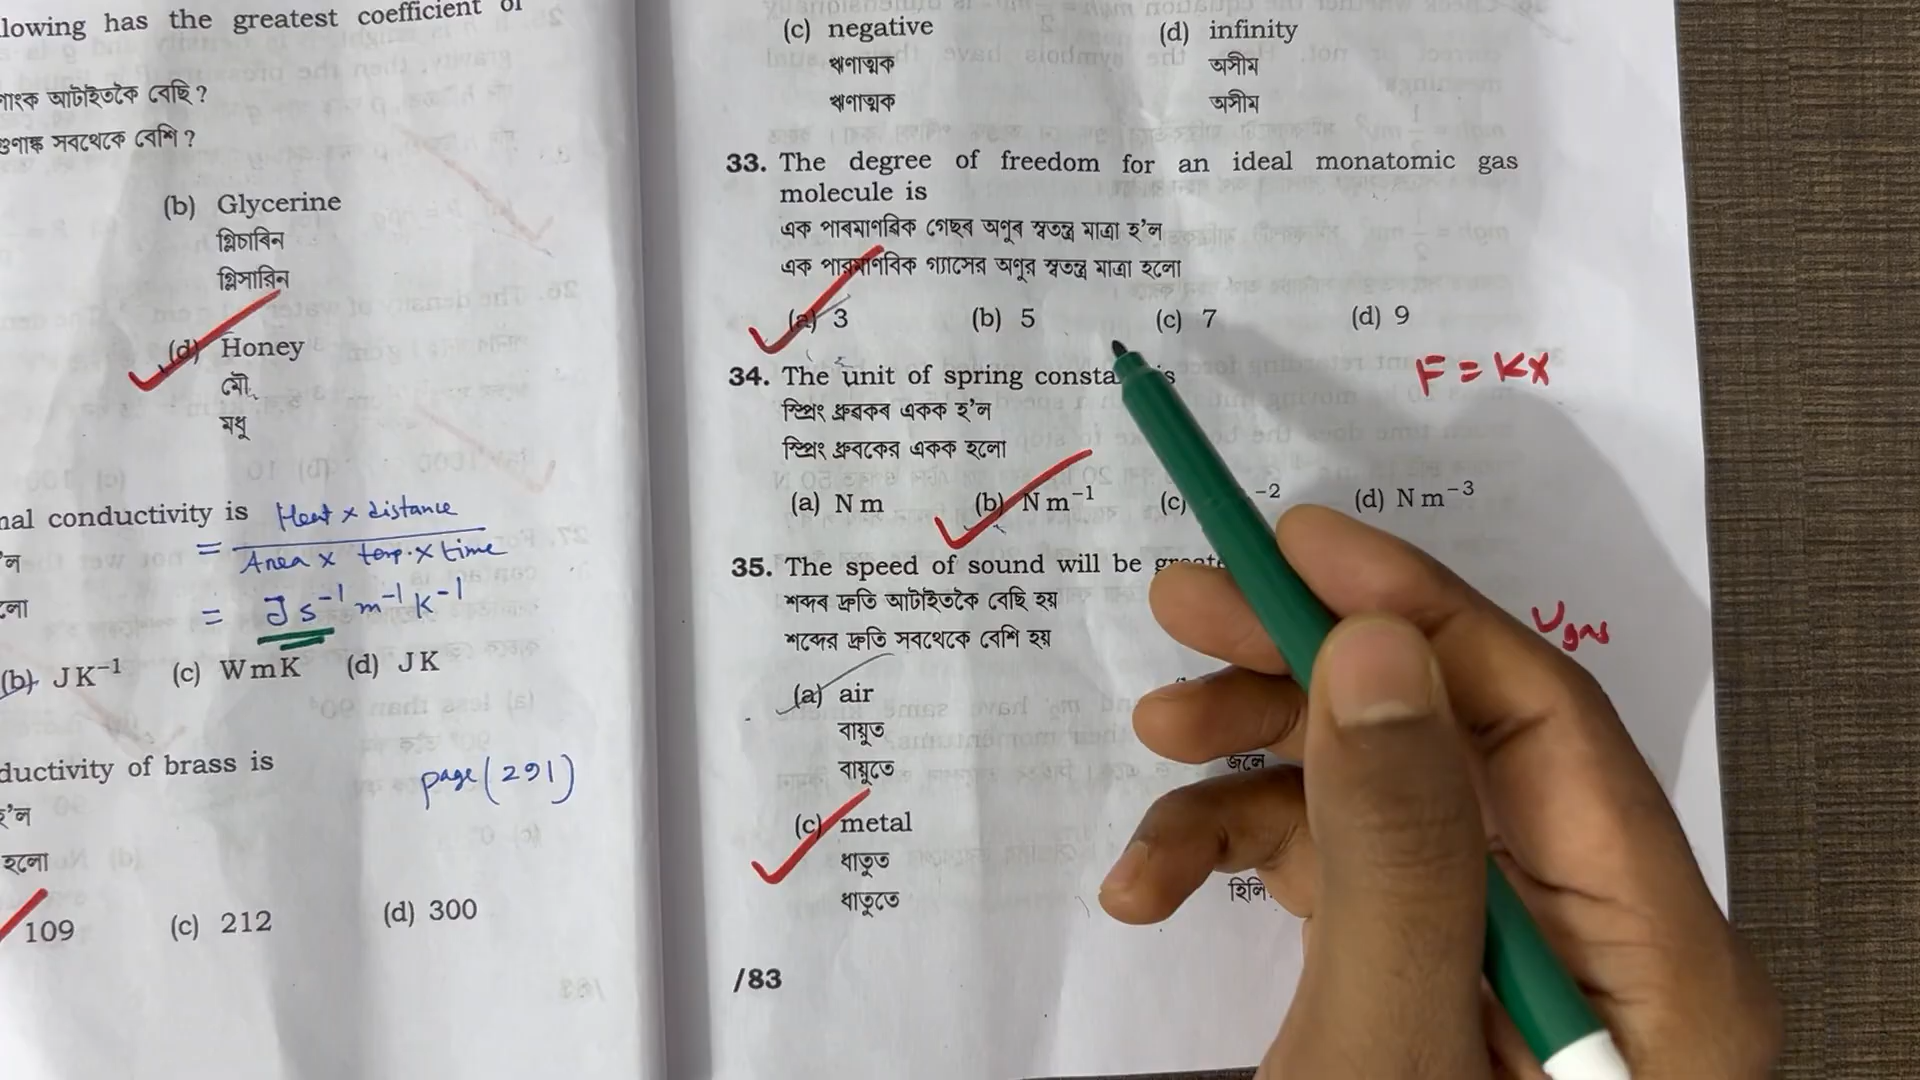 lowing has the greatest coefficient of
আটাইতকৈ বেছি ?
সবথেকে বেশি ?
(b) Glycerine
গ্লিচাৰিন
গ্লিসারিন
(d) Honey
মৌ
মধু
nal conductivity is Heat x distance
= Area x temp. x time
'ল
= J s⁻¹ m⁻¹ K⁻¹
(b) J K⁻¹ (c) W m K (d) J K
ductivity of brass is
page (291)
হ'ল
হলো
109 (c) 212 (d) 300
(c) negative (d) infinity
ঋণাত্মক অসীম
ঋণাত্মক অসীম
33. The degree of freedom for an ideal monatomic gas
molecule is
এক পাৰমাণৱিক গেছৰ অণুৰ স্বতন্ত্ৰ মাত্ৰা হ'ল
এক পারমাণবিক গ্যাসের অণুর স্বতন্ত্র মাত্রা হলো
(a) 3 (b) 5 (c) 7 (d) 9
34. The unit of spring consta is
F = Kx
স্প্ৰিং ধ্ৰুৱকৰ একক হ'ল
স্প্রিং ধ্রুবকের একক হলো
(a) N m (b) N m⁻¹ (c) ⁻² (d) N m⁻³
35. The speed of sound will be
শব্দৰ দ্ৰুতি আটাইতকৈ বেছি হয়
শব্দের দ্রুতি সবথেকে বেশি হয়
υgas
(a) air
বায়ুত
বায়ুতে জলে
(c) metal
ধাতুত
ধাতুতে
/83